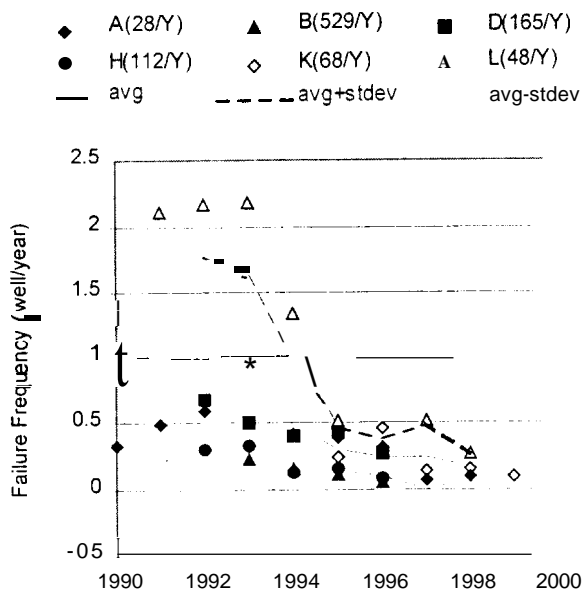 A(28/Y) B(529/Y) D(165/Y)
H(112/Y) K(68/Y) L(48/Y)
avg avg+stdev avg-stdev
2.5
2
1.5
1
0.5
0
-05
Failure Frequency (well/year)
1990 1992 1994 1996 1998 2000